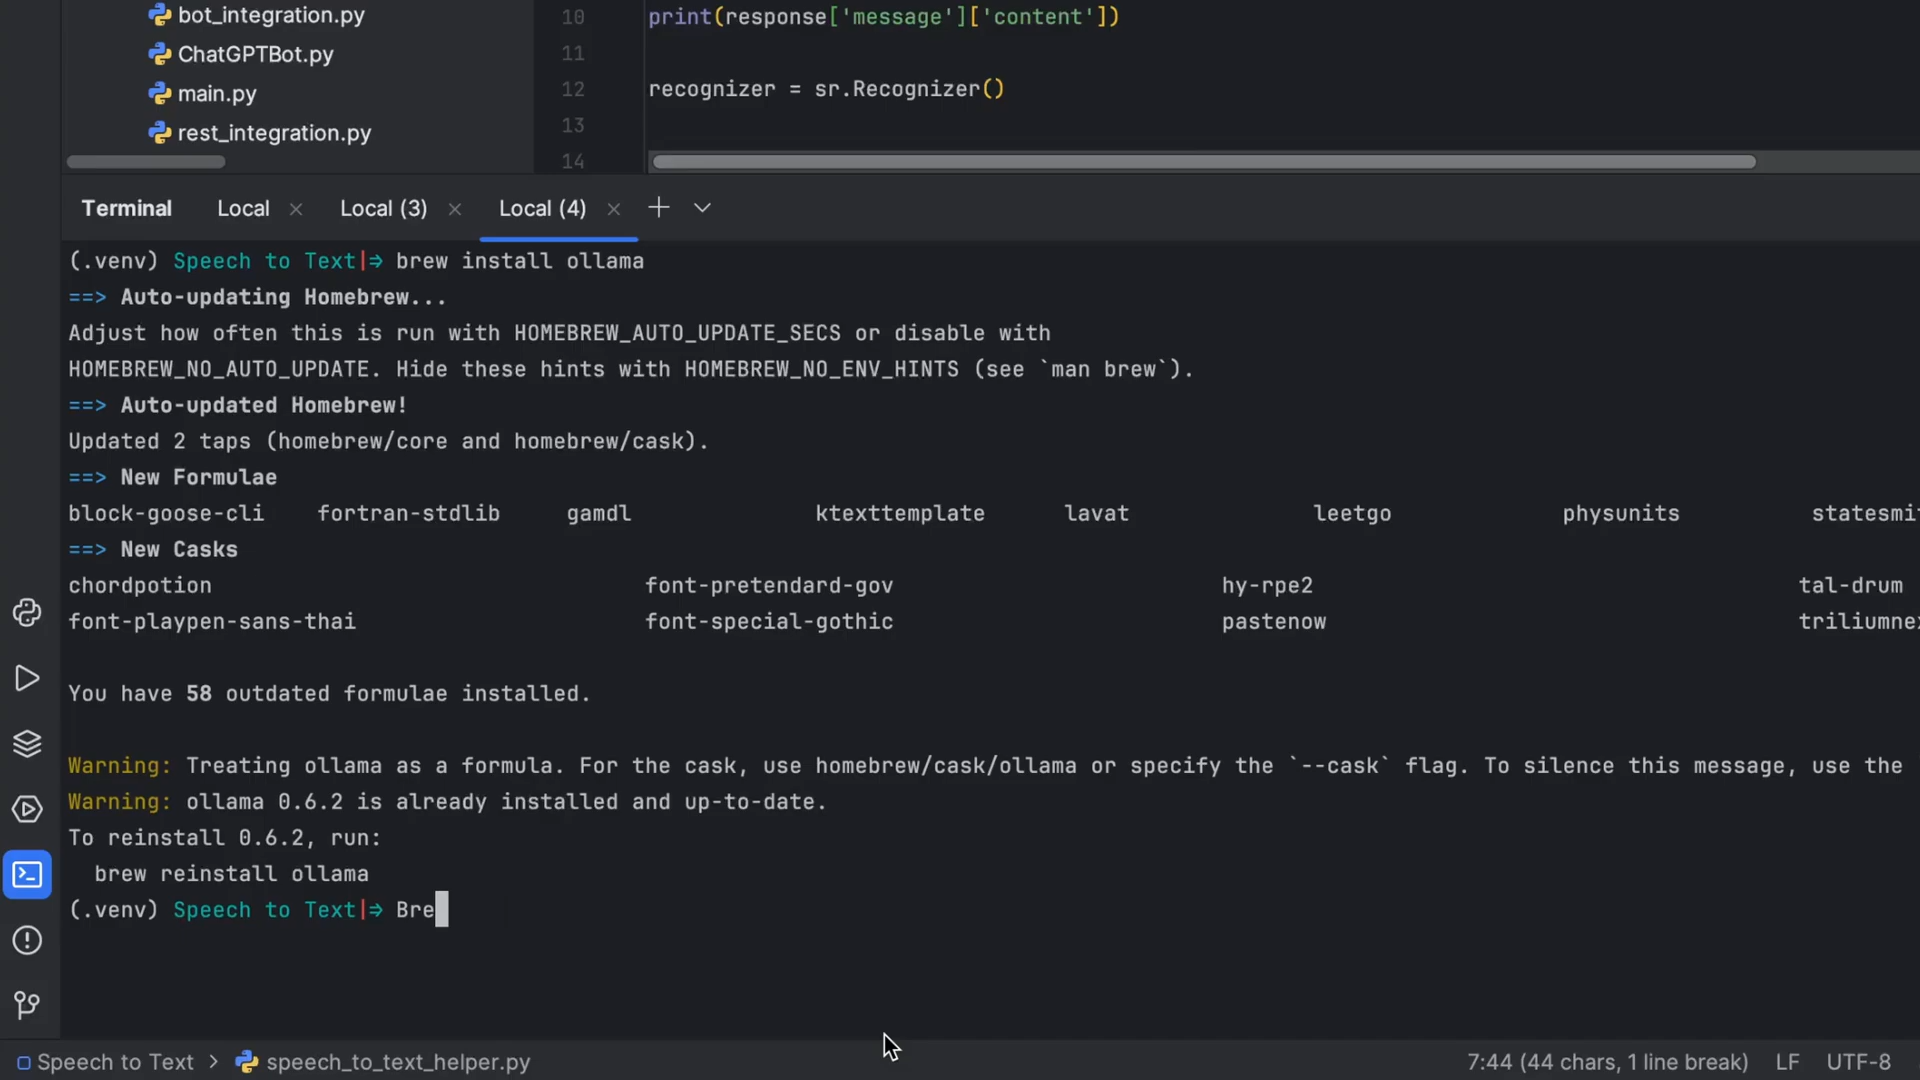 bot_integration.py
ChatGPTBot.py
main.py
rest_integration.py
10 print(response['message']['content'])
11
12 recognizer = sr.Recognizer()
13
14
Terminal Local × Local (3) × Local (4) × +
(.venv) Speech to Text|⇒ brew install ollama
==> Auto-updating Homebrew...
Adjust how often this is run with HOMEBREW_AUTO_UPDATE_SECS or disable with
HOMEBREW_NO_AUTO_UPDATE. Hide these hints with HOMEBREW_NO_ENV_HINTS (see `man brew`).
==> Auto-updated Homebrew!
Updated 2 taps (homebrew/core and homebrew/cask).
==> New Formulae
block-goose-cli fortran-stdlib gamdl ktexttemplate lavat leetgo physunits statesmit
==> New Casks
chordpotion font-pretendard-gov hy-rpe2 tal-drum
font-playpen-sans-thai font-special-gothic pastenow triliumne
You have 58 outdated formulae installed.
Warning: Treating ollama as a formula. For the cask, use homebrew/cask/ollama or specify the `--cask` flag. To silence this message, use the
Warning: ollama 0.6.2 is already installed and up-to-date.
To reinstall 0.6.2, run:
brew reinstall ollama
(.venv) Speech to Text|⇒ Bre
Speech to Text > speech_to_text_helper.py 7:44 (44 chars, 1 line break) LF UTF-8